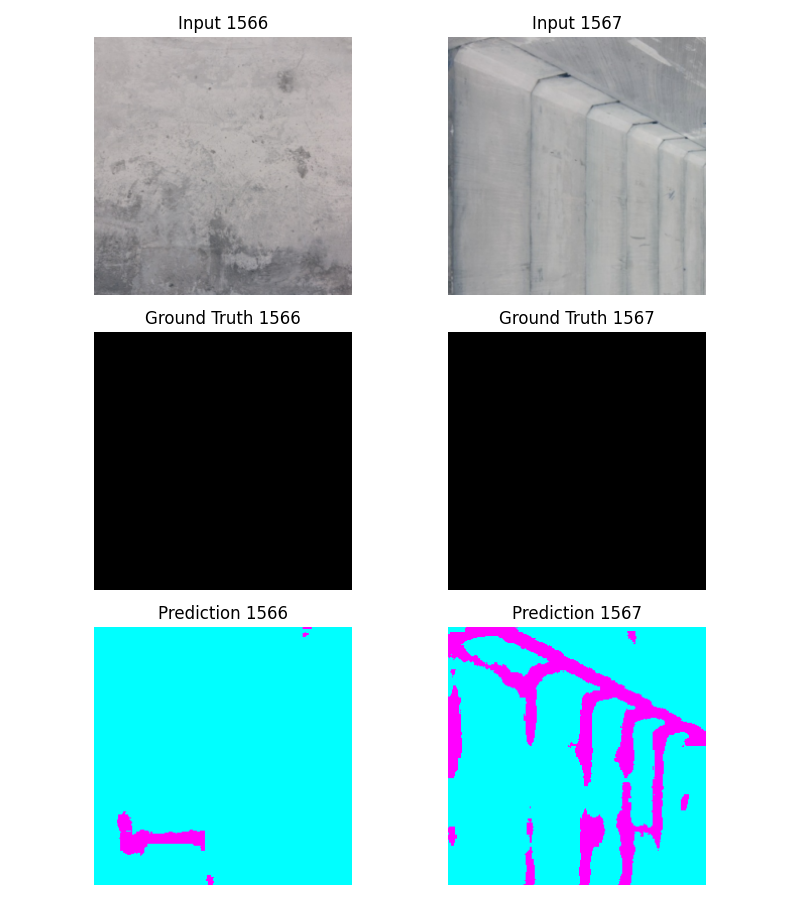 Input 1566
Input 1567
Ground Truth 1566
Ground Truth 1567
Prediction 1566
Prediction 1567